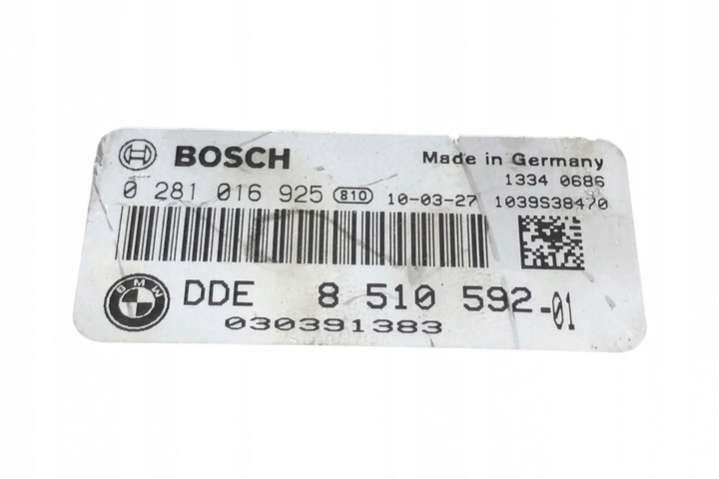 BOSCH Made in Germany
1334 0686
0 281 016 925 810 10-03-27 1039S38470
BMW DDE 8 510 592-01
030391383